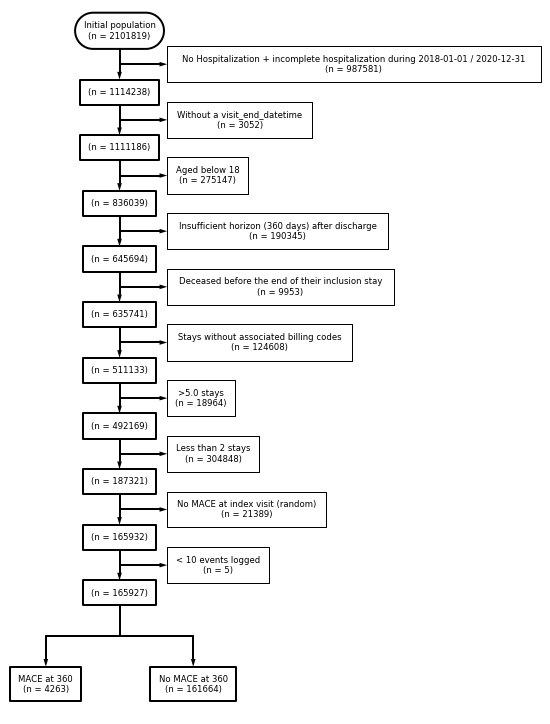 Initial population
(n = 2101819)
No Hospitalization + incomplete hospitalization during 2018-01-01 / 2020-12-31
(n = 987581)
(n = 1114238)
Without a visit_end_datetime
(n = 3052)
(n = 1111186)
Aged below 18
(n = 275147)
(n = 836039)
Insufficient horizon (360 days) after discharge
(n = 190345)
(n = 645694)
Deceased before the end of their inclusion stay
(n = 9953)
(n = 635741)
Stays without associated billing codes
(n = 124608)
(n = 511133)
>5.0 stays
(n = 18964)
(n = 492169)
Less than 2 stays
(n = 304848)
(n = 187321)
No MACE at index visit (random)
(n = 21389)
(n = 165932)
< 10 events logged
(n = 5)
(n = 165927)
MACE at 360
(n = 4263)
No MACE at 360
(n = 161664)